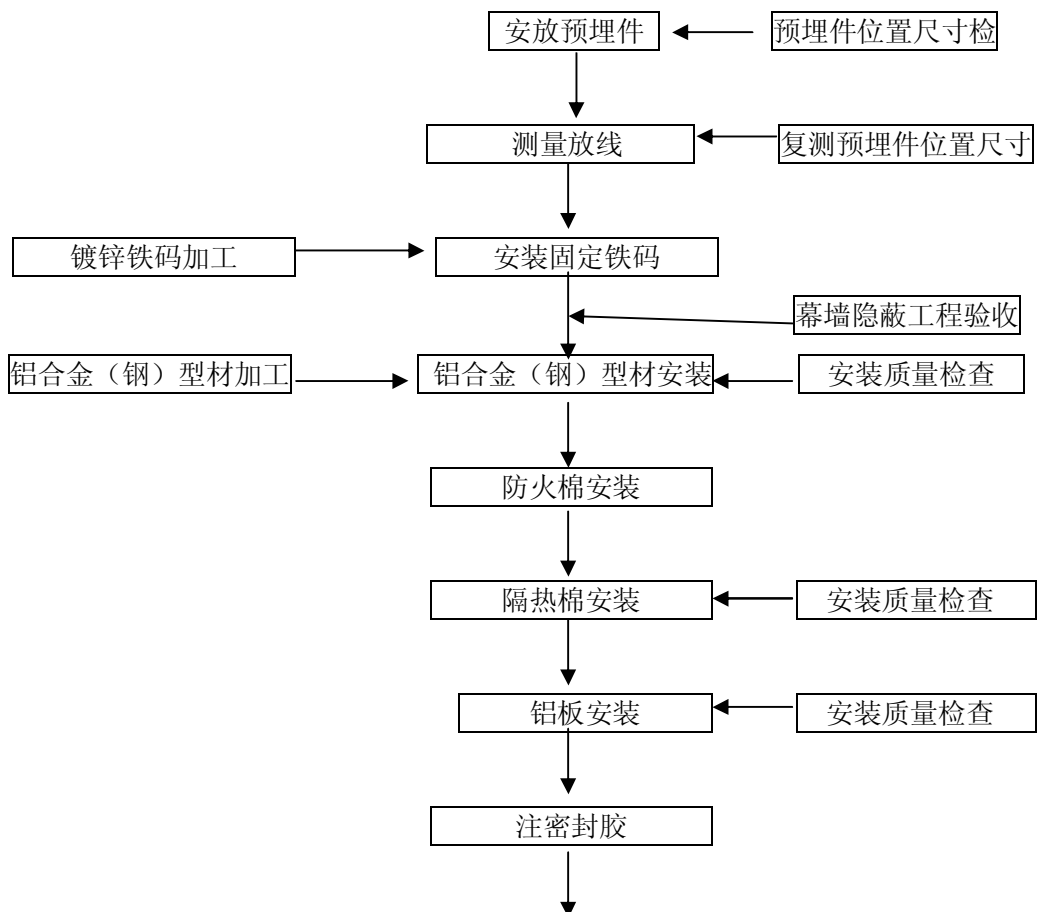 安放预埋件
预埋件位置尺寸检
测量放线
复测预埋件位置尺寸
镀锌铁码加工
安装固定铁码
幕墙隐蔽工程验收
铝合金（钢）型材加工
铝合金（钢）型材安装
安装质量检查
防火棉安装
隔热棉安装
安装质量检查
铝板安装
安装质量检查
注密封胶